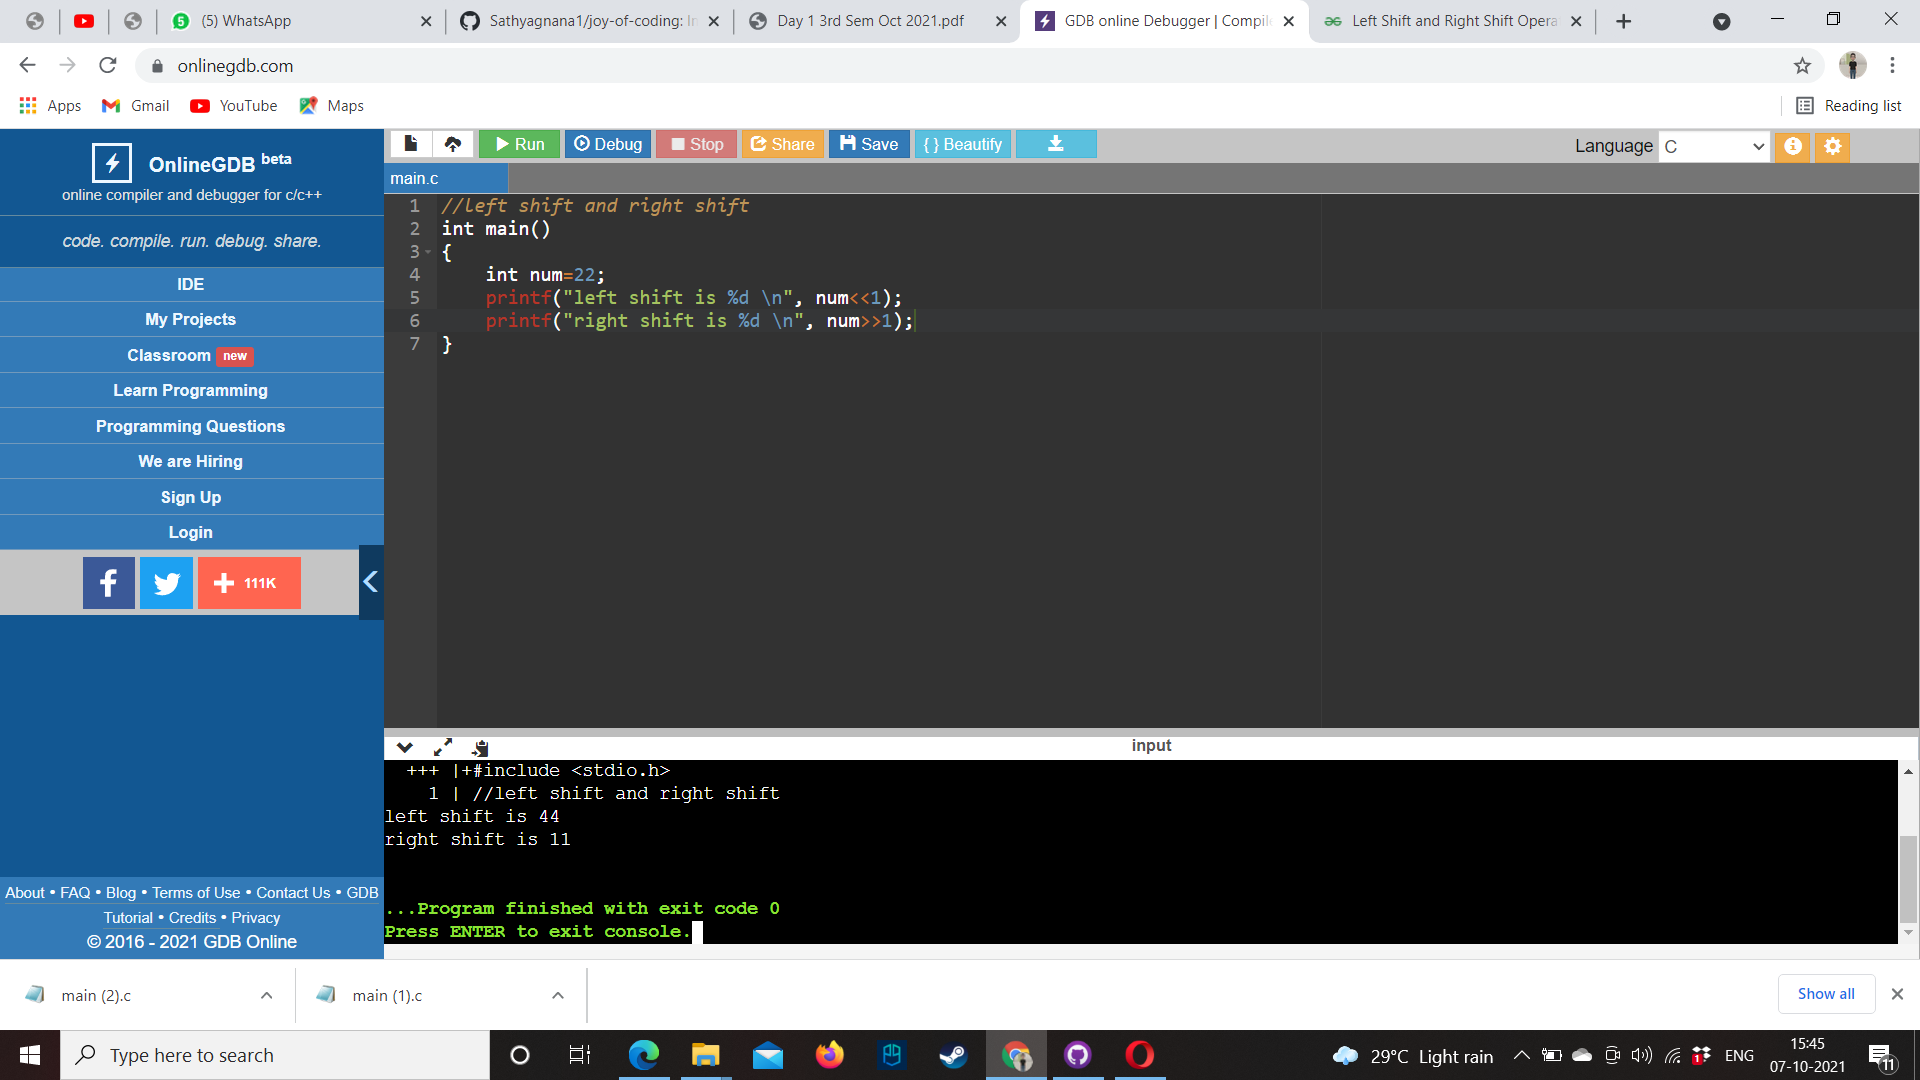 (5) WhatsApp
Sathyagnana1/joy-of-coding: In
Day 1 3rd Sem Oct 2021.pdf
GDB online Debugger | Compile
Left Shift and Right Shift Opera
onlinegdb.com
Apps
Gmail
YouTube
Maps
Reading list
OnlineGDB beta
online compiler and debugger for c/c++
code. compile. run. debug. share.
IDE
My Projects
Classroom new
Learn Programming
Programming Questions
We are Hiring
Sign Up
Login
111K
About • FAQ • Blog • Terms of Use • Contact Us • GDB
Tutorial • Credits • Privacy
© 2016 - 2021 GDB Online
Run
Debug
Stop
Share
Save
{ } Beautify
Language C
main.c
1 //left shift and right shift
2 int main()
3 {
4 int num=22;
5 printf("left shift is %d \n", num<<1);
6 printf("right shift is %d \n", num>>1);
7 }
input
+++ |+#include <stdio.h>
1 | //left shift and right shift
left shift is 44
right shift is 11
...Program finished with exit code 0
Press ENTER to exit console.
main (2).c
main (1).c
Show all
Type here to search
29°C Light rain
1
ENG
15:45
07-10-2021
11